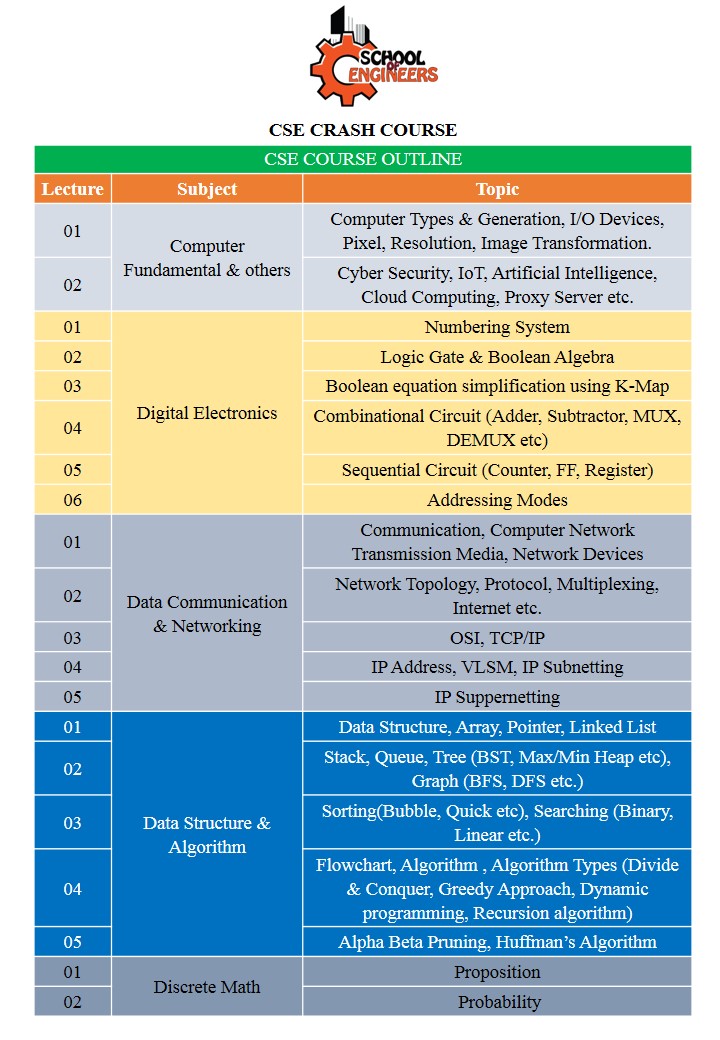 SCHOOL
OF
ENGINEERS
CSE CRASH COURSE
CSE COURSE OUTLINE
Lecture Subject Topic
01 Computer Types & Generation, I/O Devices,
Pixel, Resolution, Image Transformation.
Computer
Fundamental & others
02 Cyber Security, IoT, Artificial Intelligence,
Cloud Computing, Proxy Server etc.
01 Numbering System
02 Logic Gate & Boolean Algebra
03 Boolean equation simplification using K-Map
Digital Electronics
04 Combinational Circuit (Adder, Subtractor, MUX,
DEMUX etc)
05 Sequential Circuit (Counter, FF, Register)
06 Addressing Modes
01 Communication, Computer Network
Transmission Media, Network Devices
02 Network Topology, Protocol, Multiplexing,
Internet etc.
Data Communication
& Networking
03 OSI, TCP/IP
04 IP Address, VLSM, IP Subnetting
05 IP Suppernetting
01 Data Structure, Array, Pointer, Linked List
02 Stack, Queue, Tree (BST, Max/Min Heap etc),
Graph (BFS, DFS etc.)
03 Sorting(Bubble, Quick etc), Searching (Binary,
Linear etc.)
Data Structure &
Algorithm
04 Flowchart, Algorithm , Algorithm Types (Divide
& Conquer, Greedy Approach, Dynamic
programming, Recursion algorithm)
05 Alpha Beta Pruning, Huffman’s Algorithm
01 Proposition
Discrete Math
02 Probability